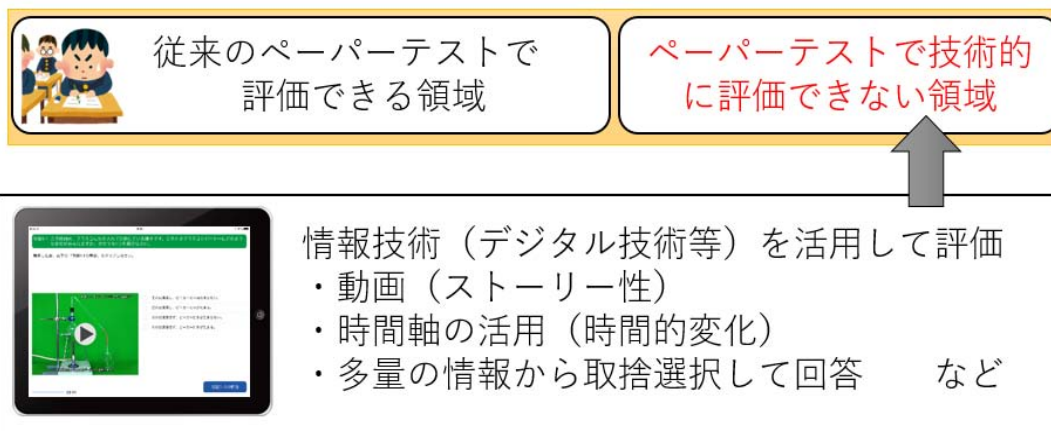 従来のペーパーテストで
評価できる領域
ペーパーテストで技術的
に評価できない領域
情報技術（デジタル技術等）を活用して評価
・動画（ストーリー性）
・時間軸の活用（時間的変化）
・多量の情報から取捨選択して回答　　など